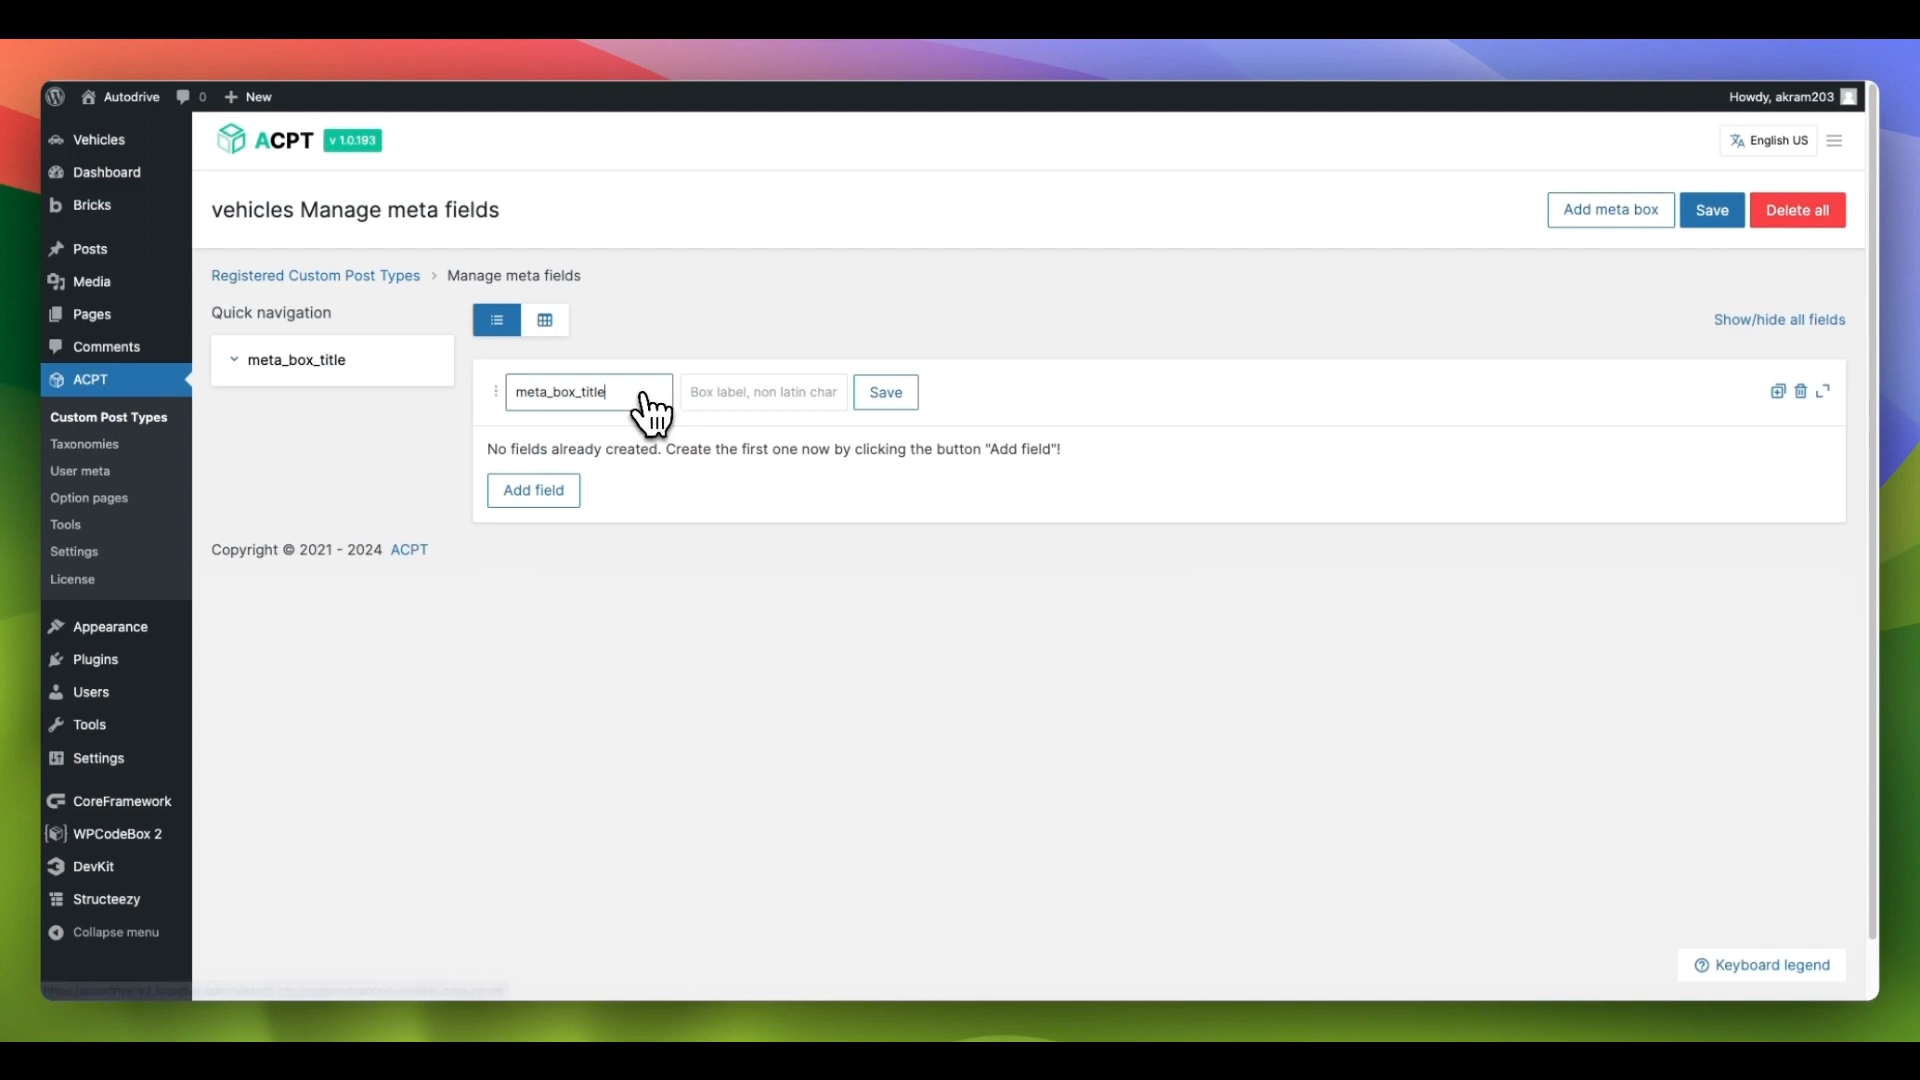 Autodrive 0 New Howdy, akram203
Vehicles
Dashboard
Bricks
Posts
Media
Pages
Comments
ACPT
Custom Post Types
Taxonomies
User meta
Option pages
Tools
Settings
License
Appearance
Plugins
Users
Tools
Settings
CoreFramework
WPCodeBox 2
DevKit
Structeezy
Collapse menu
ACPT v 1.0.193 English US
vehicles Manage meta fields
Add meta box Save Delete all
Registered Custom Post Types › Manage meta fields
Quick navigation
meta_box_title
Show/hide all fields
meta_box_title Box label, non latin char Save
No fields already created. Create the first one now by clicking the button "Add field"!
Add field
Copyright © 2021 - 2024 ACPT
Keyboard legend